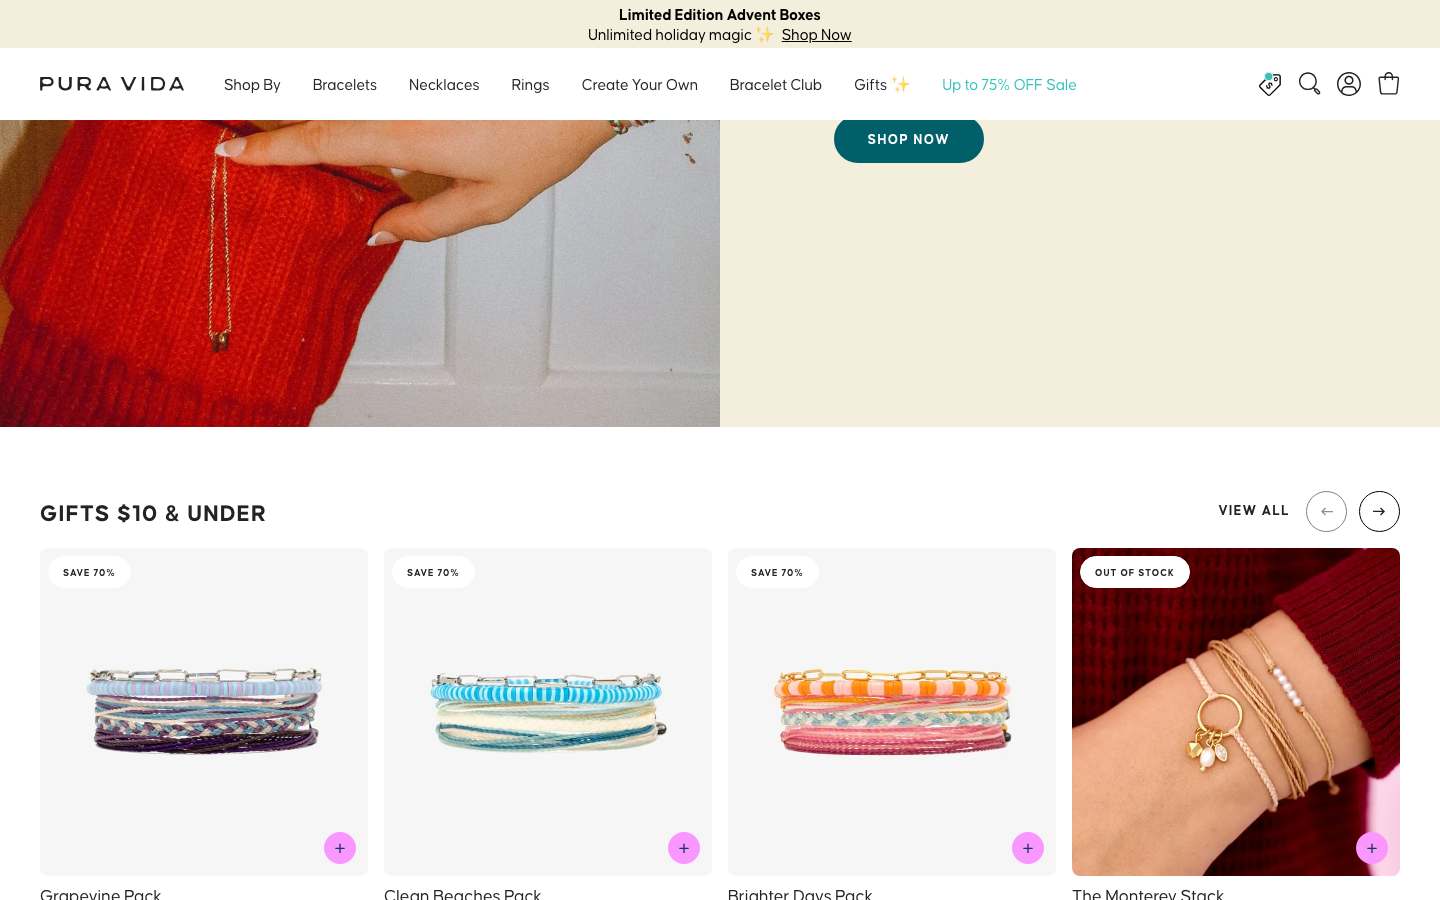 Limited Edition Advent Boxes
Unlimited holiday magic ✨ Shop Now
PURA VIDA
Shop By
Bracelets
Necklaces
Rings
Create Your Own
Bracelet Club
Gifts ✨
Up to 75% OFF Sale
SHOP NOW
GIFTS $10 & UNDER
VIEW ALL
SAVE 70%
SAVE 70%
SAVE 70%
OUT OF STOCK
Grapevine Pack
Clean Beaches Pack
Brighter Days Pack
The Monterey Stack